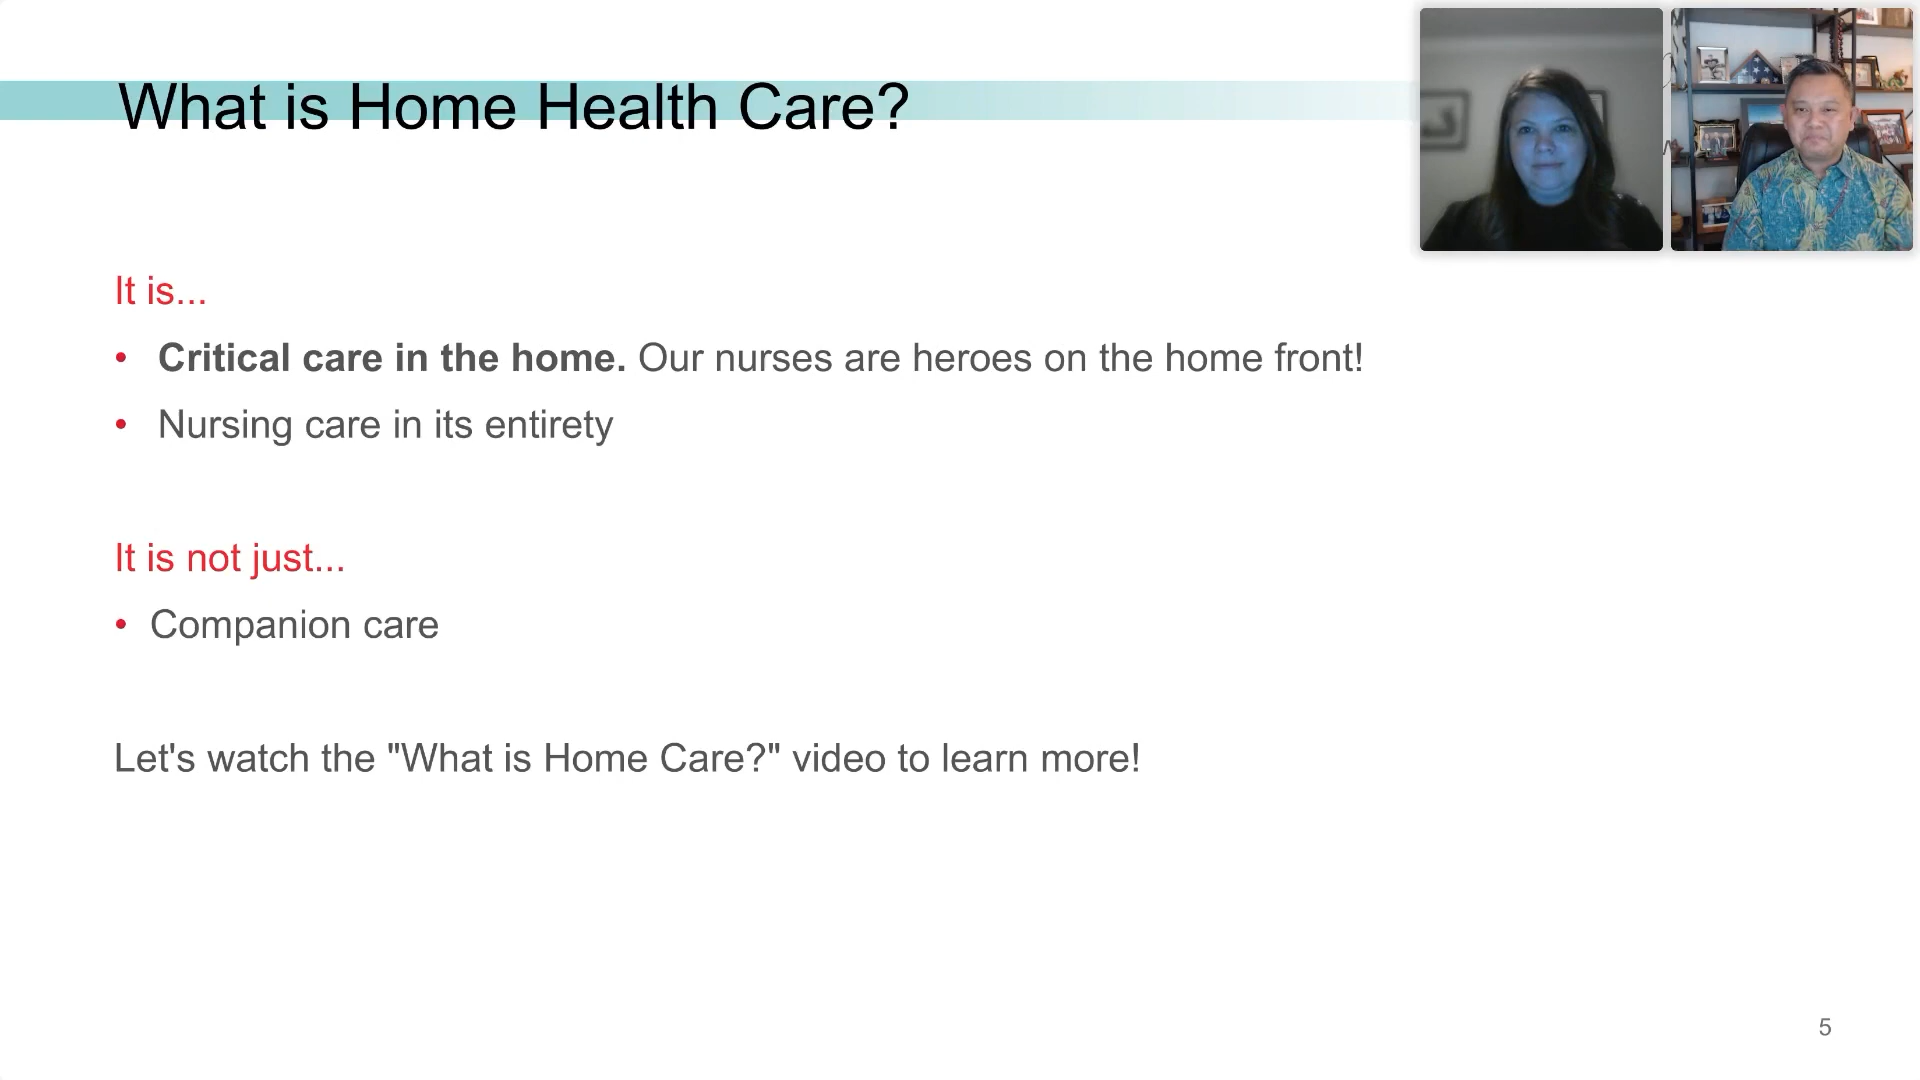 What is Home Health Care?
It is...
• Critical care in the home. Our nurses are heroes on the home front!
• Nursing care in its entirety
It is not just...
• Companion care
Let's watch the "What is Home Care?" video to learn more!
5